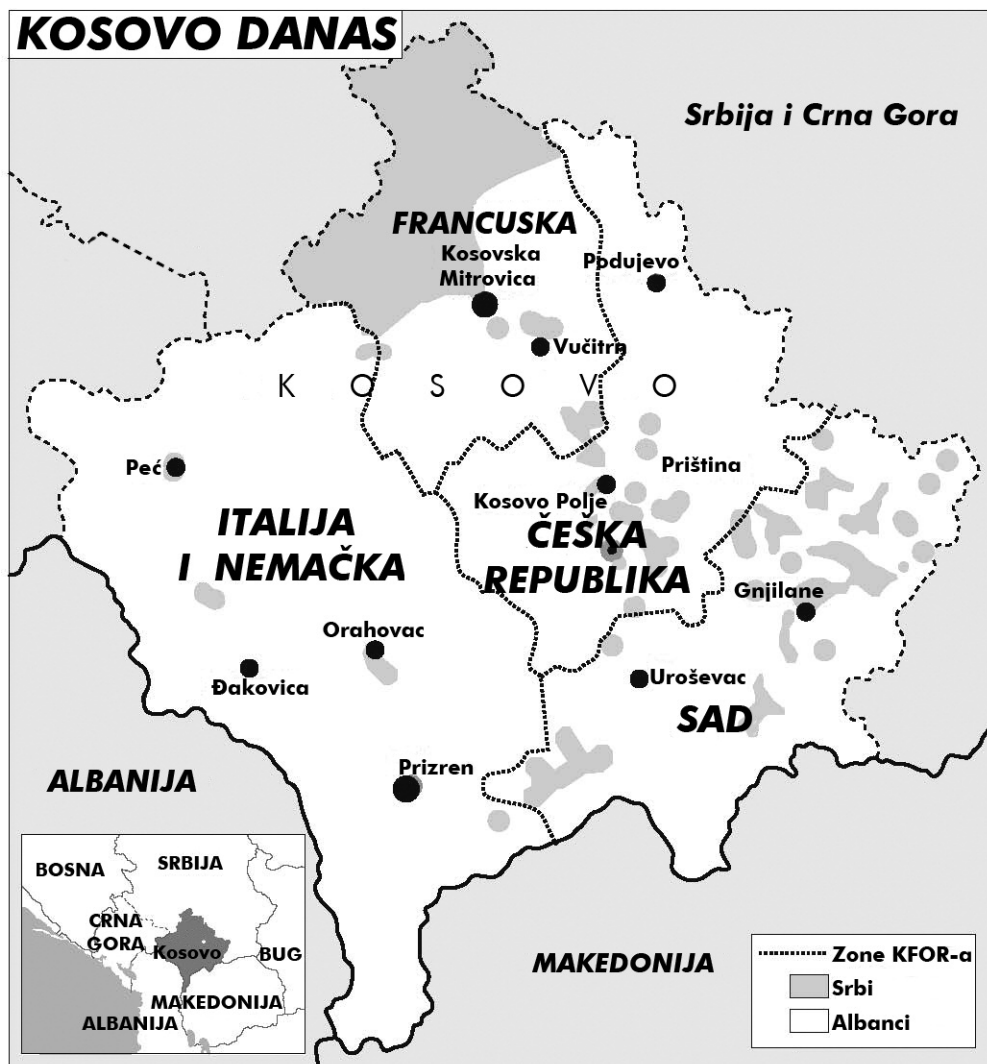 KOSOVO DANAS
Srbija i Crna Gora
FRANCUSKA
Kosovska
Mitrovica
Podujevo
Vučitrn
K O S O V O
Peć
Priština
Kosovo Polje
ITALIJA
I NEMAČKA
ČEŠKA
REPUBLIKA
Gnjilane
Orahovac
Đakovica
Uroševac
SAD
Prizren
ALBANIJA
MAKEDONIJA
BOSNA
SRBIJA
CRNA
GORA
Kosovo
BUG
MAKEDONIJA
ALBANIJA
Zone KFOR-a
Srbi
Albanci